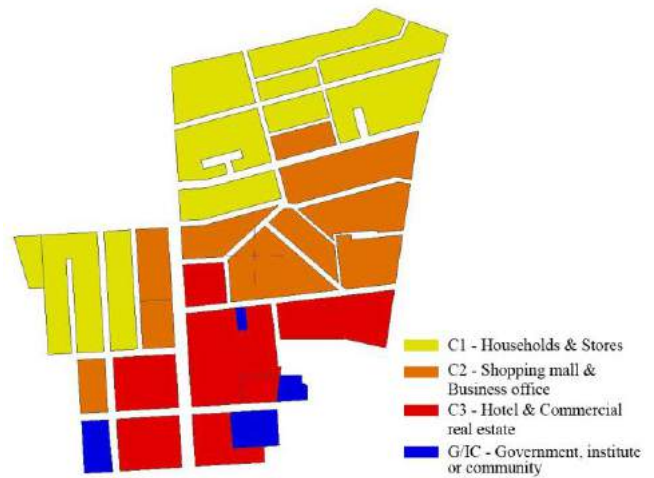 C1 - Households & Stores
C2 - Shopping mall &
Business office
C3 - Hotel & Commercial
real estate
G/IC - Government, institute
or community